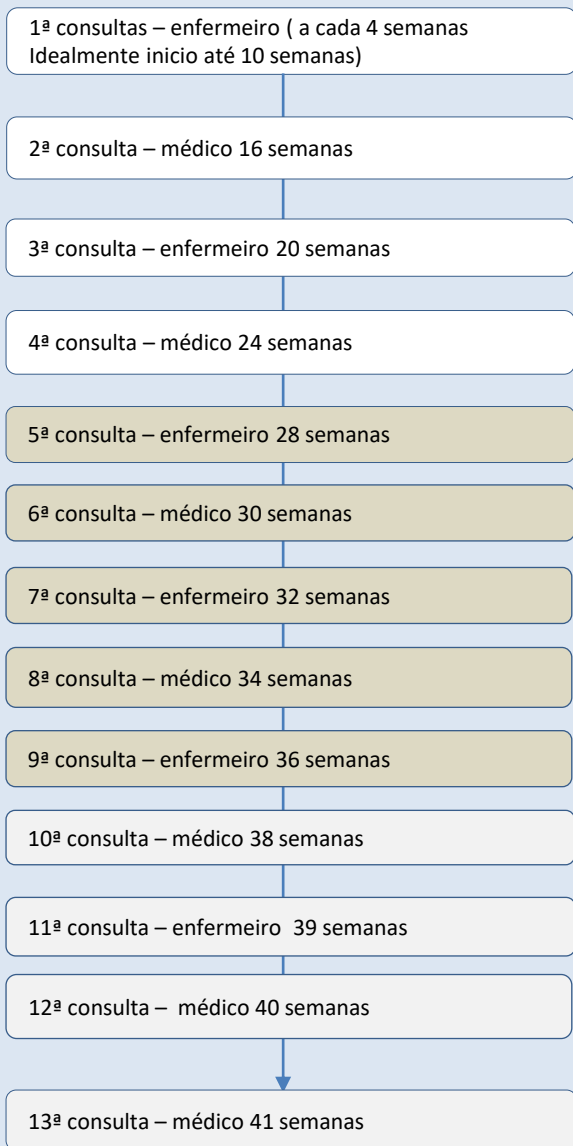 1ª consultas – enfermeiro ( a cada 4 semanas
Idealmente inicio até 10 semanas)
2ª consulta – médico 16 semanas
3ª consulta – enfermeiro 20 semanas
4ª consulta – médico 24 semanas
5ª consulta – enfermeiro 28 semanas
6ª consulta – médico 30 semanas
7ª consulta – enfermeiro 32 semanas
8ª consulta – médico 34 semanas
9ª consulta – enfermeiro 36 semanas
10ª consulta – médico 38 semanas
11ª consulta – enfermeiro 39 semanas
12ª consulta – médico 40 semanas
13ª consulta – médico 41 semanas